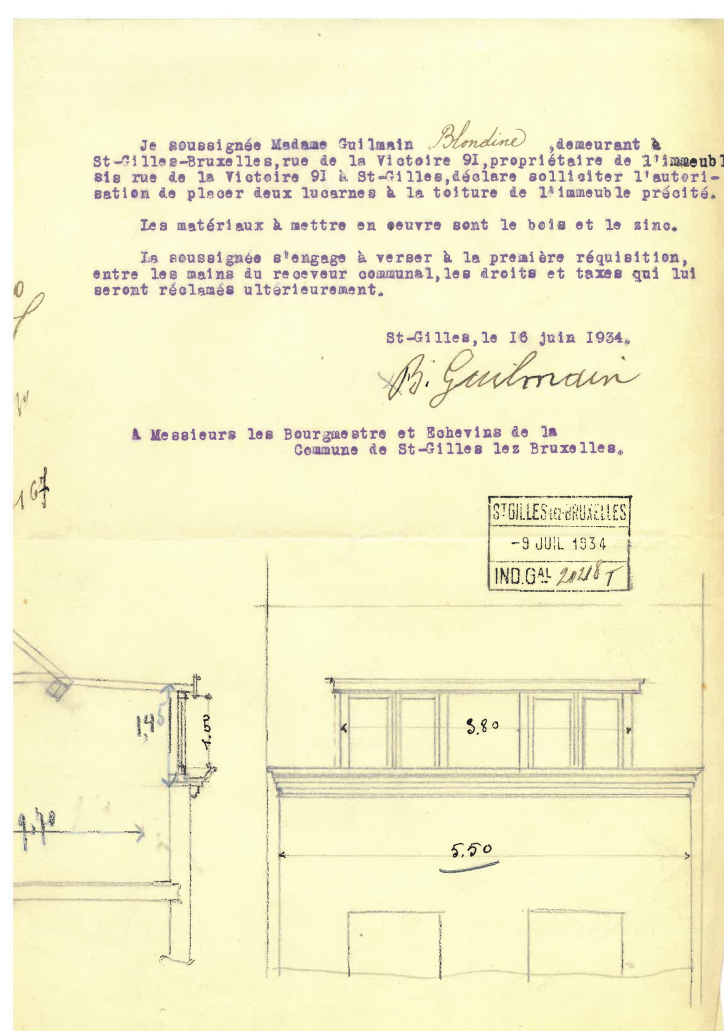 Je soussignée Madame Guilmain Blondine ,demeurant à
St-Gilles-Bruxelles,rue de la Victoire 9I,propriétaire de l'immeubl
sis rue de la Victoire 9I à St-Gilles,déclare solliciter l'autori-
sation de placer deux lucarnes à la toiture de l'immeuble précité.
Les matériaux à mettre en oeuvre sont le bois et le zinc.
La soussignée s'engage à verser à la première réquisition,
entre les mains du receveur communal,les droits et taxes qui lui
seront réclamés ultérieurement.
St-Gilles,le I6 juin I934.
B. Guilmain
A Messieurs les Bourgmestre et Echevins de la
Commune de St-Gilles lez Bruxelles.
167
ST GILLES lez-BRUXELLES
-9 JUIL 1934
IND.GAL
1,45
3,80
9,70
5.50